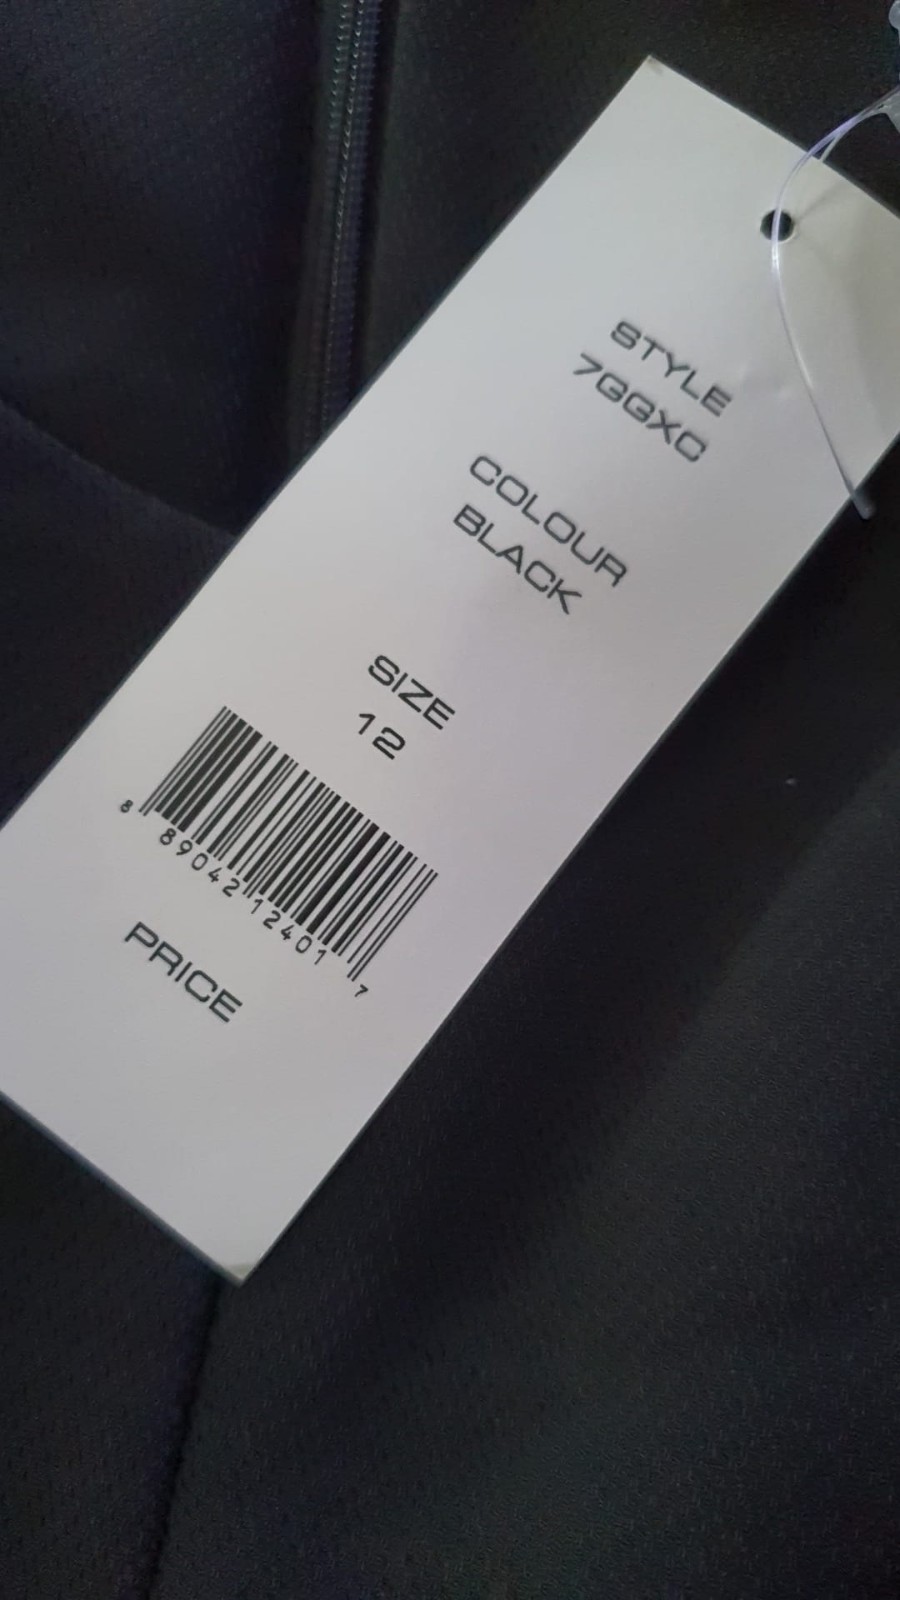 STYLE
7GGXC
COLOUR
BLACK
SIZE
12
8 89042 12401 7
PRICE